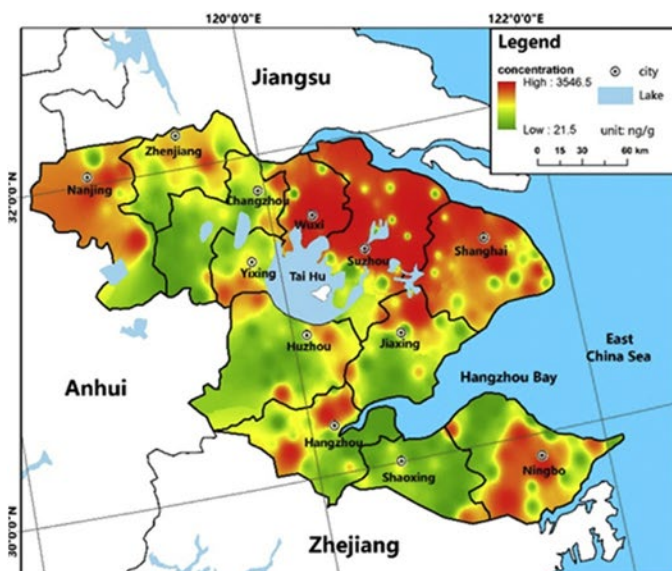 120°0'0"E
122°0'0"E
Legend
concentration
High : 3546.5
Low : 21.5
city
Lake
unit: ng/g
0 15 30 60 km
Jiangsu
Zhenjiang
Nanjing
32°0'0"N
Changzhou
Wuxi
Shanghai
Suzhou
Yixing
Tai Hu
Huzhou
Jiaxing
East
China Sea
Anhui
Hangzhou Bay
Hangzhou
Shaoxing
Ningbo
30°0'0"N
Zhejiang